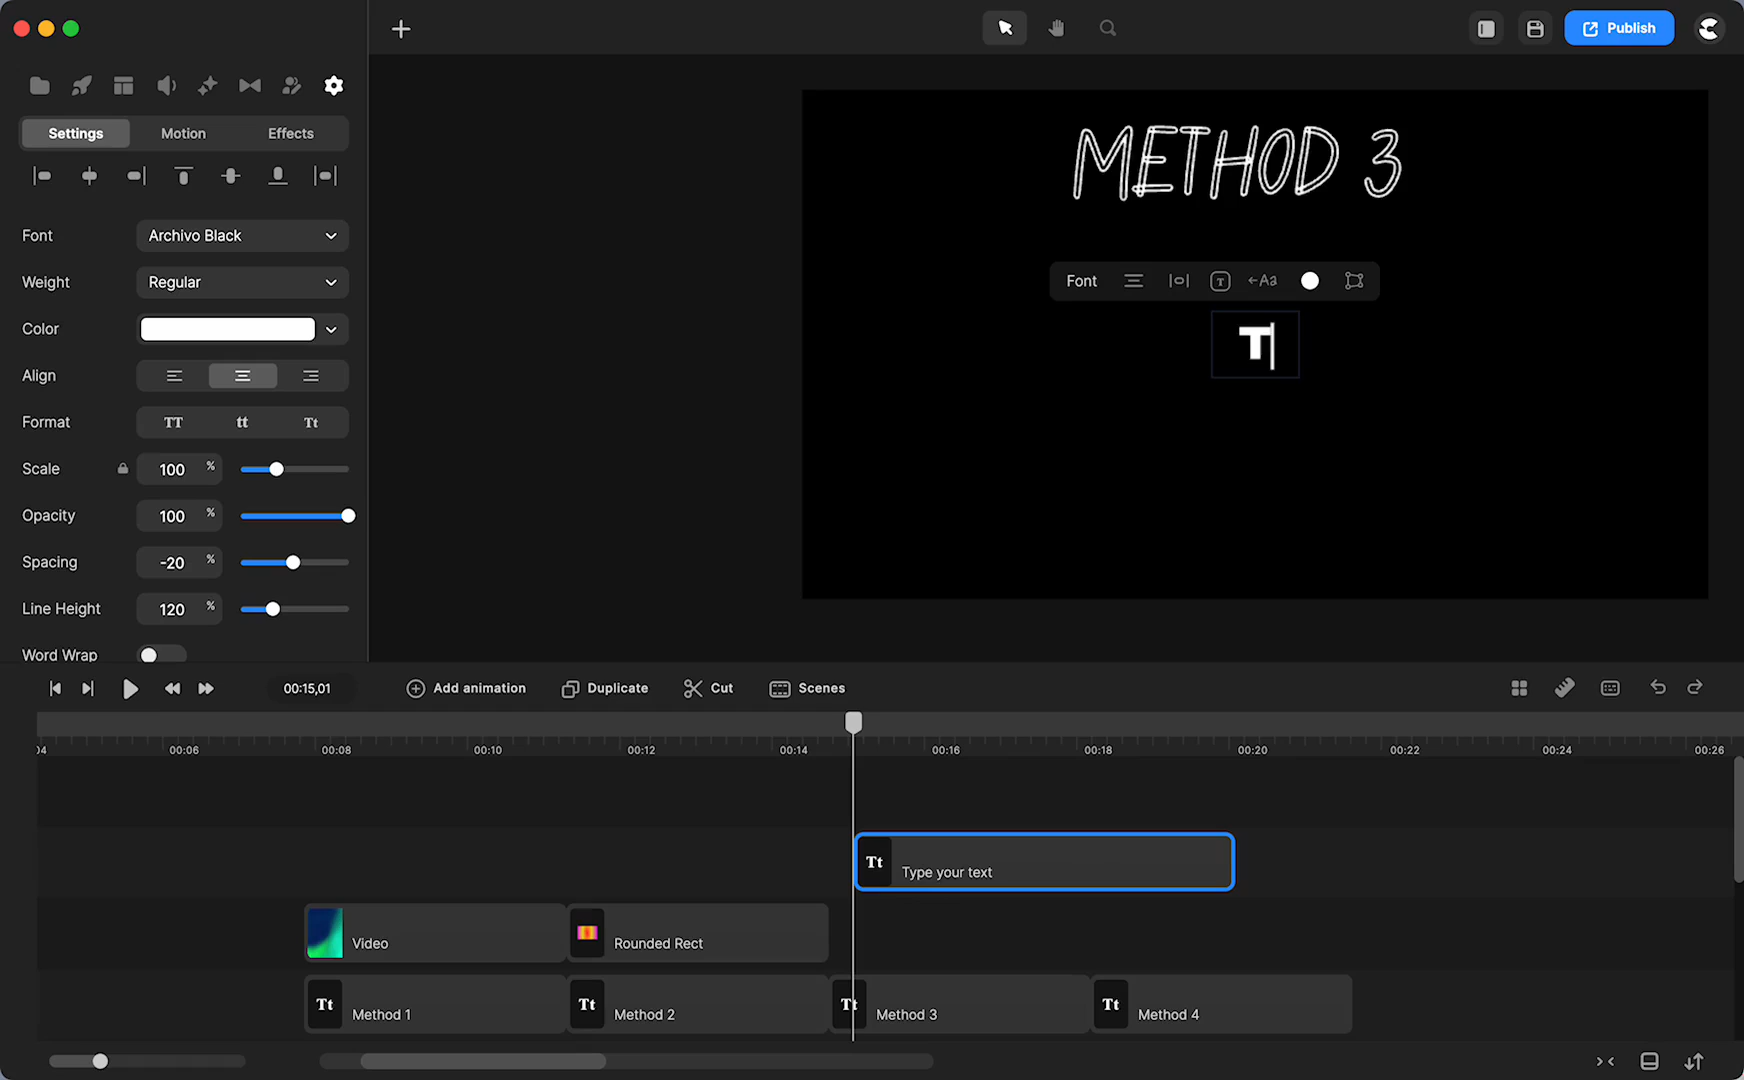 Publish
Settings
Motion
Effects
METHOD 3
Font
Archivo Black
Font
←Aa
Weight
Regular
Color
T
Align
Format
TT
tt
Tt
Scale
100 %
Opacity
100 %
Spacing
-20 %
Line Height
120 %
Word Wrap
00:15,01
Add animation
Duplicate
Cut
Scenes
04
00:06
00:08
00:10
00:12
00:14
00:16
00:18
00:20
00:22
00:24
00:26
Tt
Type your text
Video
Rounded Rect
Tt
Method 1
Tt
Method 2
Tt
Method 3
Tt
Method 4